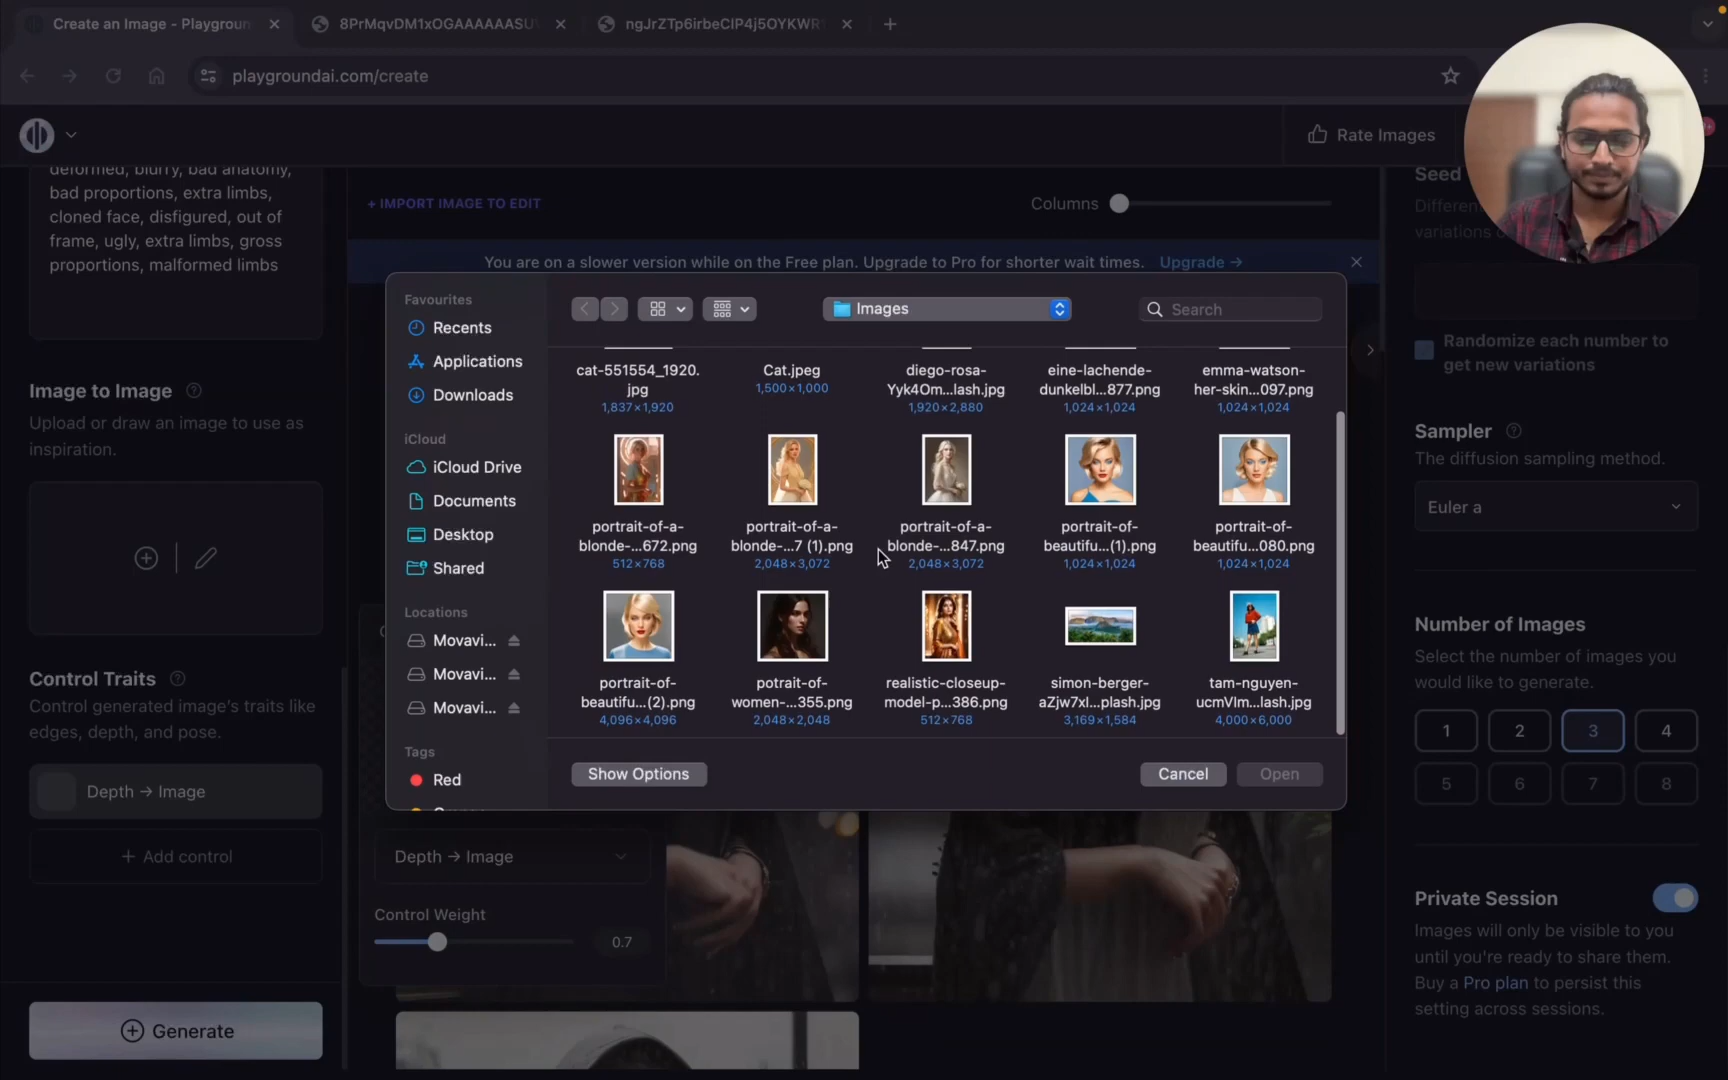 Create an Image - Playgroun
8PrMqvDM1xOGAAAAAASU
ngJrZTp6irbeCIP4j5OYKWR
playgroundai.com/create
Rate Images
deformed, blurry, bad anatomy,
bad proportions, extra limbs,
cloned face, disfigured, out of
frame, ugly, extra limbs, gross
proportions, malformed limbs
Image to Image
Upload or draw an image to use as
inspiration.
Control Traits
Control generated image's traits like
edges, depth, and pose.
Depth → Image
+ Add control
Generate
+ IMPORT IMAGE TO EDIT
Columns
You are on a slower version while on the Free plan. Upgrade to Pro for shorter wait times. Upgrade →
Favourites
Recents
Applications
Downloads
iCloud
iCloud Drive
Documents
Desktop
Shared
Locations
Movavi...
Movavi...
Movavi...
Tags
Red
Images
Search
cat-551554_1920.
jpg
1,837×1,920
Cat.jpeg
1,500×1,000
diego-rosa-
Yyk4Om...lash.jpg
1,920×2,880
eine-lachende-
dunkelbl...877.png
1,024×1,024
emma-watson-
her-skin...097.png
1,024×1,024
portrait-of-a-
blonde-...672.png
512×768
portrait-of-a-
blonde-...7 (1).png
2,048×3,072
portrait-of-a-
blonde-...847.png
2,048×3,072
portrait-of-
beautifu...(1).png
1,024×1,024
portrait-of-
beautifu...080.png
1,024×1,024
portrait-of-
beautifu...(2).png
4,096×4,096
potrait-of-
women-...355.png
2,048×2,048
realistic-closeup-
model-p...386.png
512×768
simon-berger-
aZjw7xl...plash.jpg
3,169×1,584
tam-nguyen-
ucmVlm...lash.jpg
4,000×6,000
Show Options
Cancel
Open
Depth → Image
Control Weight
0.7
Seed
Differen
variations
Randomize each number to
get new variations
Sampler
The diffusion sampling method.
Euler a
Number of Images
Select the number of images you
would like to generate.
1
2
3
4
5
6
7
8
Private Session
Images will only be visible to you
until you're ready to share them.
Buy a Pro plan to persist this
setting across sessions.